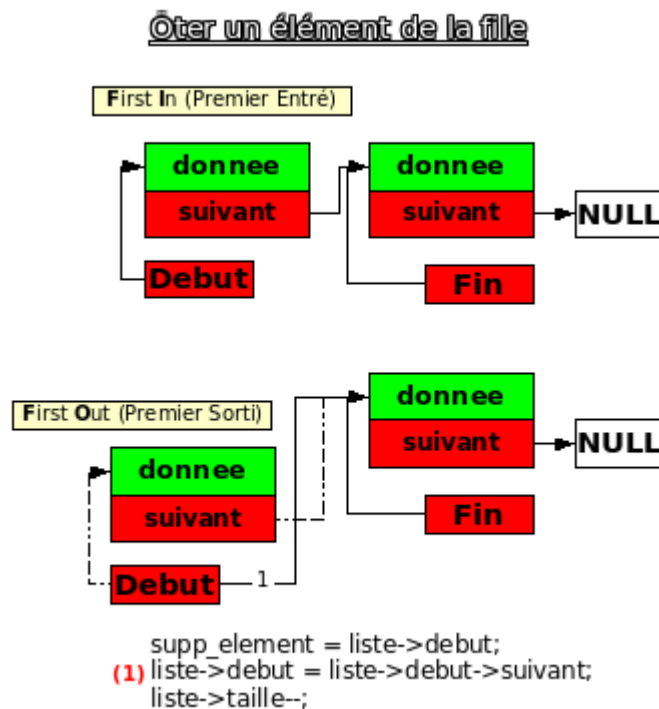 Ôter un élément de la file
First In (Premier Entré)
donnee
donnee
suivant
suivant
NULL
Debut
Fin
donnee
First Out (Premier Sorti)
suivant
NULL
donnee
suivant
Fin
Debut
1
supp_element = liste->debut;
(1) liste->debut = liste->debut->suivant;
liste->taille--;